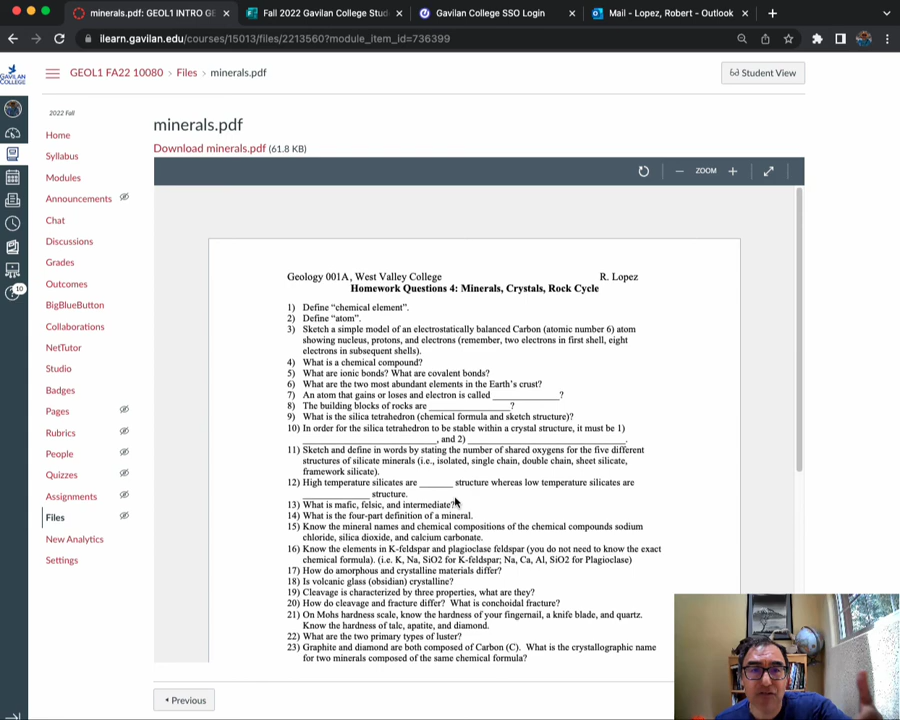 minerals.pdf: GEOL1 INTRO GE
Fall 2022 Gavilan College Stud
Gavilan College SSO Login
Mail - Lopez, Robert - Outlook
ilearn.gavilan.edu/courses/15013/files/2213560?module_item_id=736399
GAVILAN
COLLEGE
GEOL1 FA22 10080 › Files › minerals.pdf
Student View
2022 Fall
Home
Syllabus
Modules
Announcements
Chat
Discussions
Grades
Outcomes
BigBlueButton
Collaborations
NetTutor
Studio
Badges
Pages
Rubrics
People
Quizzes
Assignments
Files
New Analytics
Settings
10
minerals.pdf
Download minerals.pdf (61.8 KB)
ZOOM
Geology 001A, West Valley College R. Lopez
Homework Questions 4: Minerals, Crystals, Rock Cycle
1) Define “chemical element”.
2) Define “atom”.
3) Sketch a simple model of an electrostatically balanced Carbon (atomic number 6) atom
showing nucleus, protons, and electrons (remember, two electrons in first shell, eight
electrons in subsequent shells).
4) What is a chemical compound?
5) What are ionic bonds? What are covalent bonds?
6) What are the two most abundant elements in the Earth's crust?
7) An atom that gains or loses and electron is called ____________?
8) The building blocks of rocks are ______________?
9) What is the silica tetrahedron (chemical formula and sketch structure)?
10) In order for the silica tetrahedron to be stable within a crystal structure, it must be 1)
________________________, and 2) ____________________________.
11) Sketch and define in words by stating the number of shared oxygens for the five different
structures of silicate minerals (i.e., isolated, single chain, double chain, sheet silicate,
framework silicate).
12) High temperature silicates are ______ structure whereas low temperature silicates are
____________ structure.
13) What is mafic, felsic, and intermediate?
14) What is the four-part definition of a mineral.
15) Know the mineral names and chemical compositions of the chemical compounds sodium
chloride, silica dioxide, and calcium carbonate.
16) Know the elements in K-feldspar and plagioclase feldspar (you do not need to know the exact
chemical formula). (i.e. K, Na, SiO2 for K-feldspar; Na, Ca, Al, SiO2 for Plagioclase)
17) How do amorphous and crystalline materials differ?
18) Is volcanic glass (obsidian) crystalline?
19) Cleavage is characterized by three properties, what are they?
20) How do cleavage and fracture differ? What is conchoidal fracture?
21) On Mohs hardness scale, know the hardness of your fingernail, a knife blade, and quartz.
Know the hardness of talc, apatite, and diamond.
22) What are the two primary types of luster?
23) Graphite and diamond are both composed of Carbon (C). What is the crystallographic name
for two minerals composed of the same chemical formula?
Previous